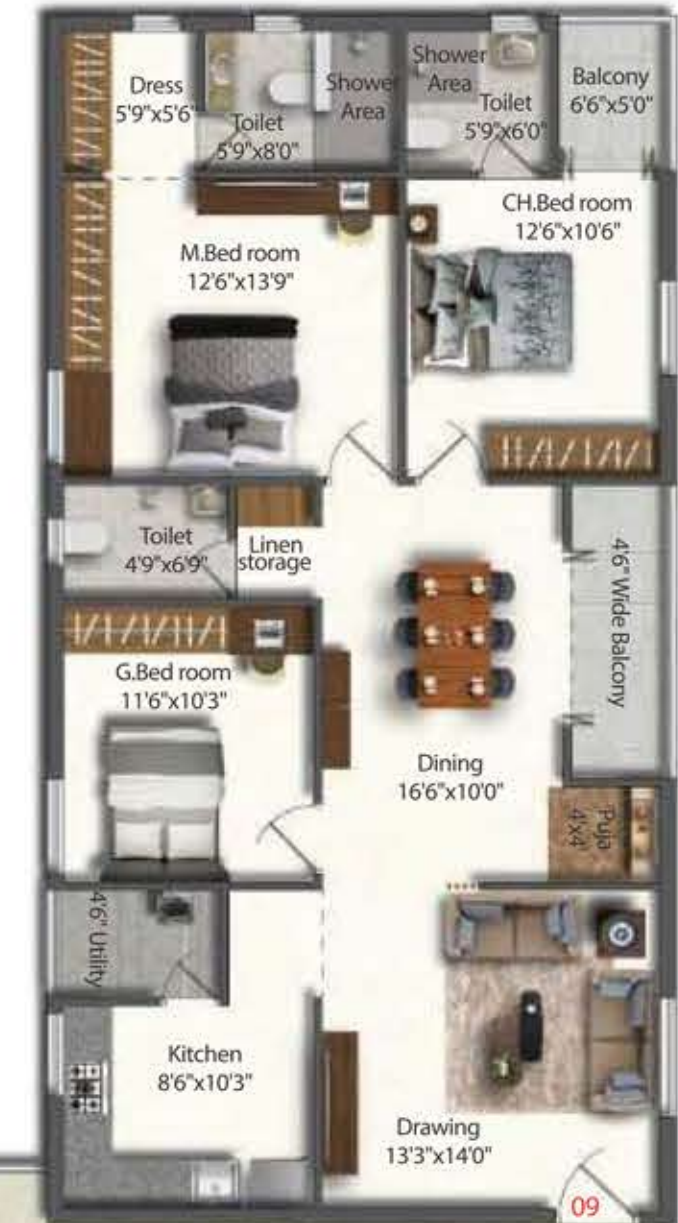 Dress
5'9"x5'6"
Toilet
5'9"x8'0"
Shower
Area
Shower
Area
Toilet
5'9"x6'0"
Balcony
6'6"x5'0"
M.Bed room
12'6"x13'9"
CH.Bed room
12'6"x10'6"
Toilet
4'9"x6'9"
Linen
storage
4'6" Wide Balcony
G.Bed room
11'6"x10'3"
Dining
16'6"x10'0"
Puja
4'x4'
4'6" Utility
Kitchen
8'6"x10'3"
Drawing
13'3"x14'0"
09